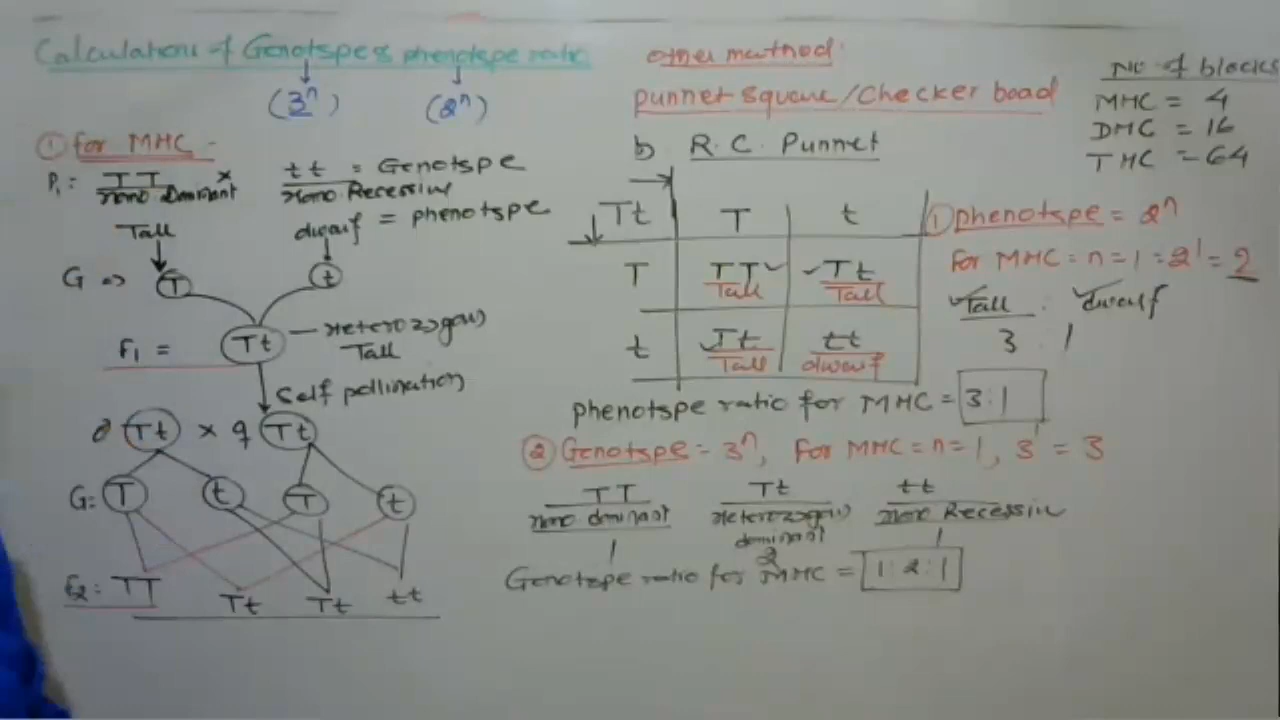 Calculations of Genotype & phenotype ratio
(3ⁿ) (2ⁿ)
① for MHC -
P₁ = TT × tt = Genotype
Homo Dominant Homo Recessive
Tall dwarf = phenotype
G => T t
F₁ = Tt — Heterozygous
Tall
Self pollination
♂ Tt × ♀ Tt
G: T t T t
F₂: TT Tt Tt tt
other method:
punnet square/checker boad
by R.C. Punnet
Tt T t
T TT ✓ ✓ Tt
Tall Tall
t Tt tt
Tall dwarf
phenotype ratio for MHC = 3:1
No of blocks
MHC = 4
DMC = 16
THC = 64
① phenotype = 2ⁿ
For MHC = n = 1 = 2¹ = 2
Tall : dwarf
3 : 1
② Genotype = 3ⁿ, For MHC = n = 1, 3¹ = 3
TT Tt tt
Homo dominant Heterozygous Homo Recessive
dominant
1 2 1
Genotype ratio for MHC = 1:2:1